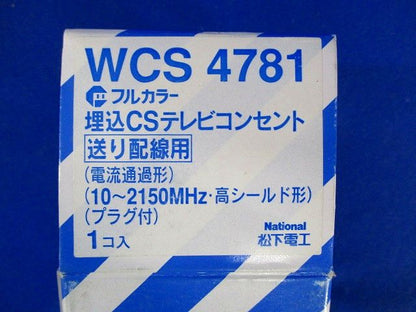 WCS 4781
フルカラー
埋込CSテレビコンセント
送り配線用
(電流通過形)
(10～2150MHz･高シールド形)
(プラグ付)
1コ入
National
松下電工